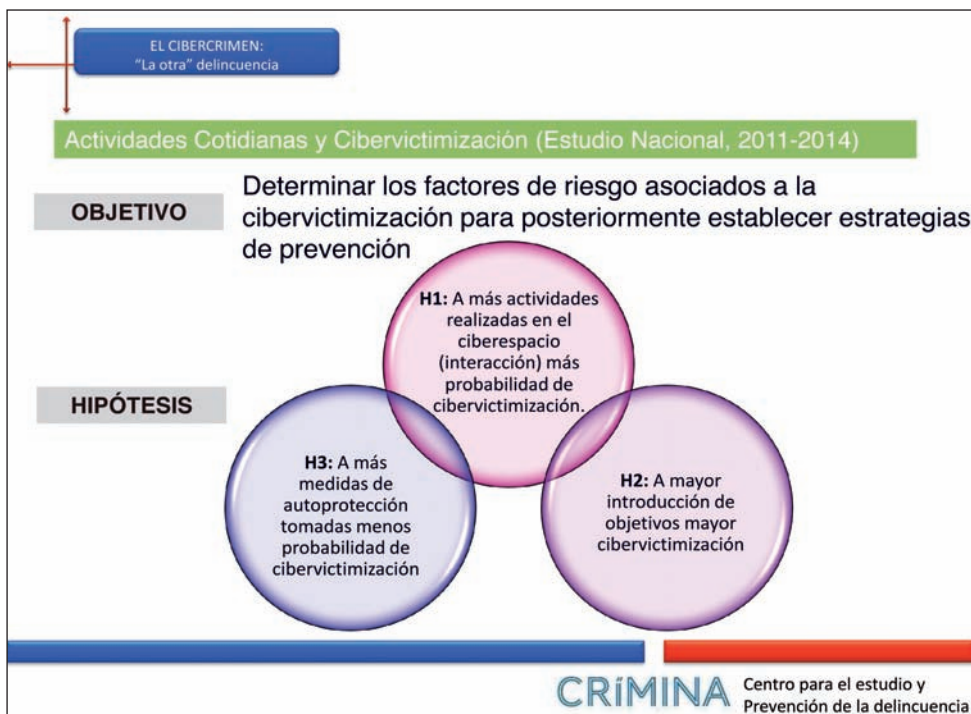 EL CIBERCRIMEN:
"La otra" delincuencia
Actividades Cotidianas y Cibervictimización (Estudio Nacional, 2011-2014)
OBJETIVO
Determinar los factores de riesgo asociados a la
cibervictimización para posteriormente establecer estrategias
de prevención
HIPÓTESIS
H1: A más actividades
realizadas en el
ciberespacio
(interacción) más
probabilidad de
cibervictimización.
H3: A más
medidas de
autoprotección
tomadas menos
probabilidad de
cibervictimización
H2: A mayor
introducción de
objetivos mayor
cibervictimización
CRíMINA
Centro para el estudio y
Prevención de la delincuencia